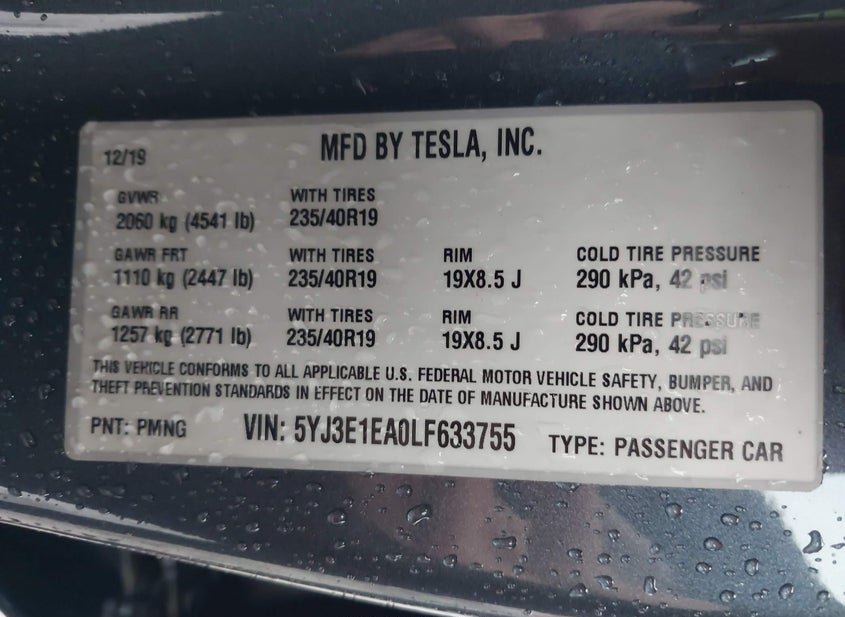 12/19 MFD BY TESLA, INC.
GVWR WITH TIRES
2060 kg (4541 lb) 235/40R19
GAWR FRT WITH TIRES RIM COLD TIRE PRESSURE
1110 kg (2447 lb) 235/40R19 19X8.5 J 290 kPa, 42 psi
GAWR RR WITH TIRES RIM COLD TIRE PRESSURE
1257 kg (2771 lb) 235/40R19 19X8.5 J 290 kPa, 42 psi
THIS VEHICLE CONFORMS TO ALL APPLICABLE U.S. FEDERAL MOTOR VEHICLE SAFETY, BUMPER, AND
THEFT PREVENTION STANDARDS IN EFFECT ON THE DATE OF MANUFACTURE SHOWN ABOVE.
PNT: PMNG VIN: 5YJ3E1EA0LF633755 TYPE: PASSENGER CAR